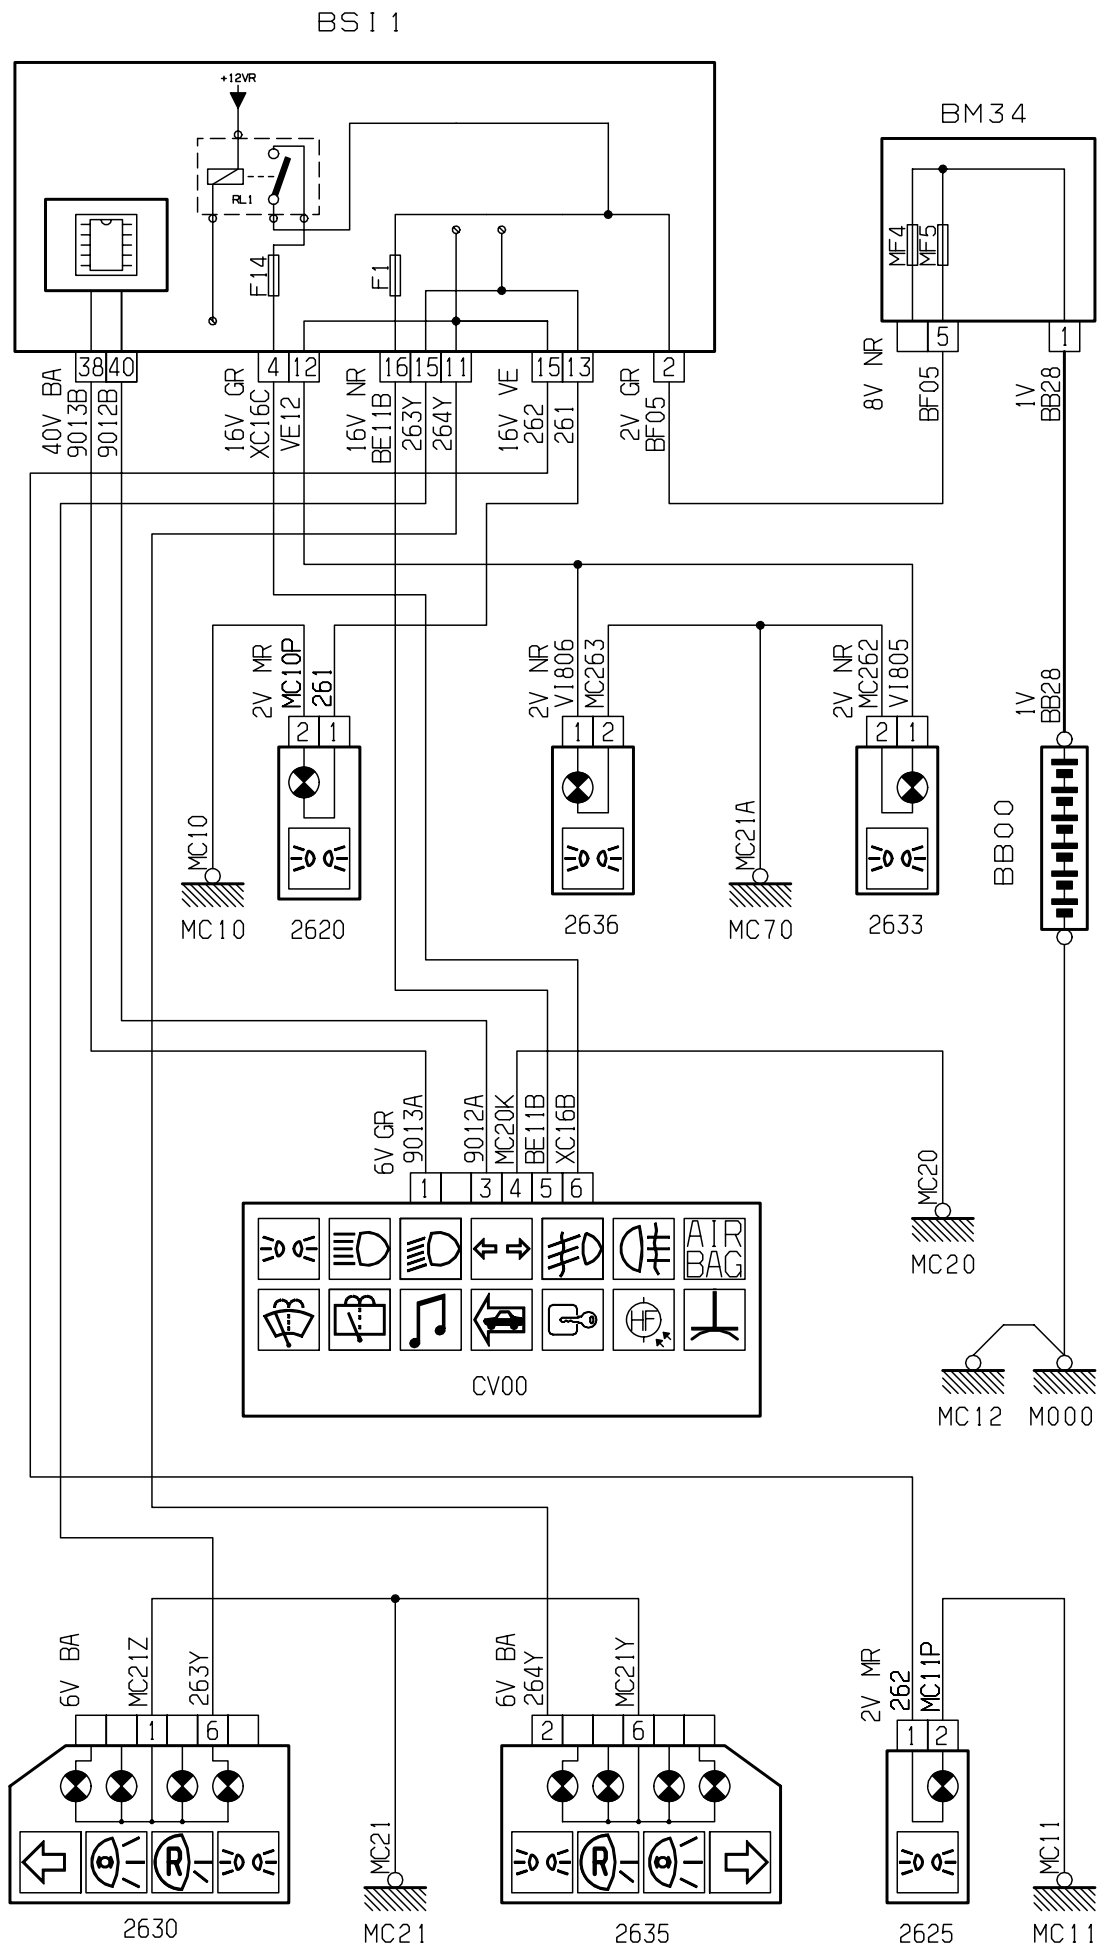 BSI1
+12VR
BM34
RL1
MF4
MF5
F14
F1
38 40
4 12
16 15 11
15 13
2
5
1
40V BA
9013B
9012B
16V GR
XC16C
VE12
16V NR
BE11B
263Y
264Y
16V VE
262
261
2V GR
BF05
8V NR
BF05
1V
BB28
2V MR
MC10P
261
2V NR
VI806
MC263
2V NR
MC262
VI805
1V
BB28
2 1
1 2
2 1
MC10
MC21A
BB00
MC10
2620
2636
MC70
2633
6V GR
9013A
9012A
MC20K
BE11B
XC16B
MC20
1 3 4 5 6
AIR
BAG
MC20
HF
CV00
MC12
M000
6V BA
MC21Z
263Y
6V BA
264Y
MC21Y
2V MR
262
MC11P
1 6
2 6
1 2
MC21
MC11
R
R
2630
MC21
2635
2625
MC11